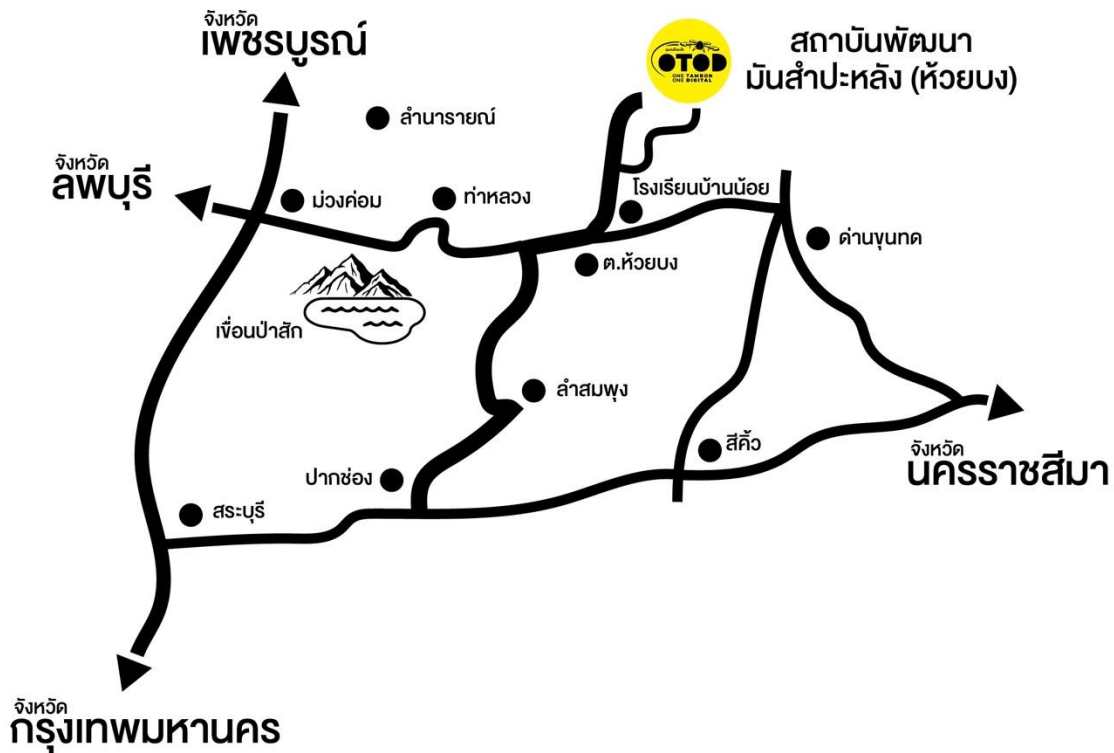 จังหวัด
เพชรบูรณ์
OTOD
ONE TAMBON
ONE DIGITAL
สถาบันพัฒนา
มันสำปะหลัง (ห้วยบง)
ลำนารายณ์
จังหวัด
ลพบุรี
ม่วงค่อม
ท่าหลวง
โรงเรียนบ้านน้อย
ด่านขุนทด
ต.ห้วยบง
เขื่อนป่าสัก
ลำสมพุง
สีคิ้ว
จังหวัด
นครราชสีมา
ปากช่อง
สระบุรี
จังหวัด
กรุงเทพมหานคร